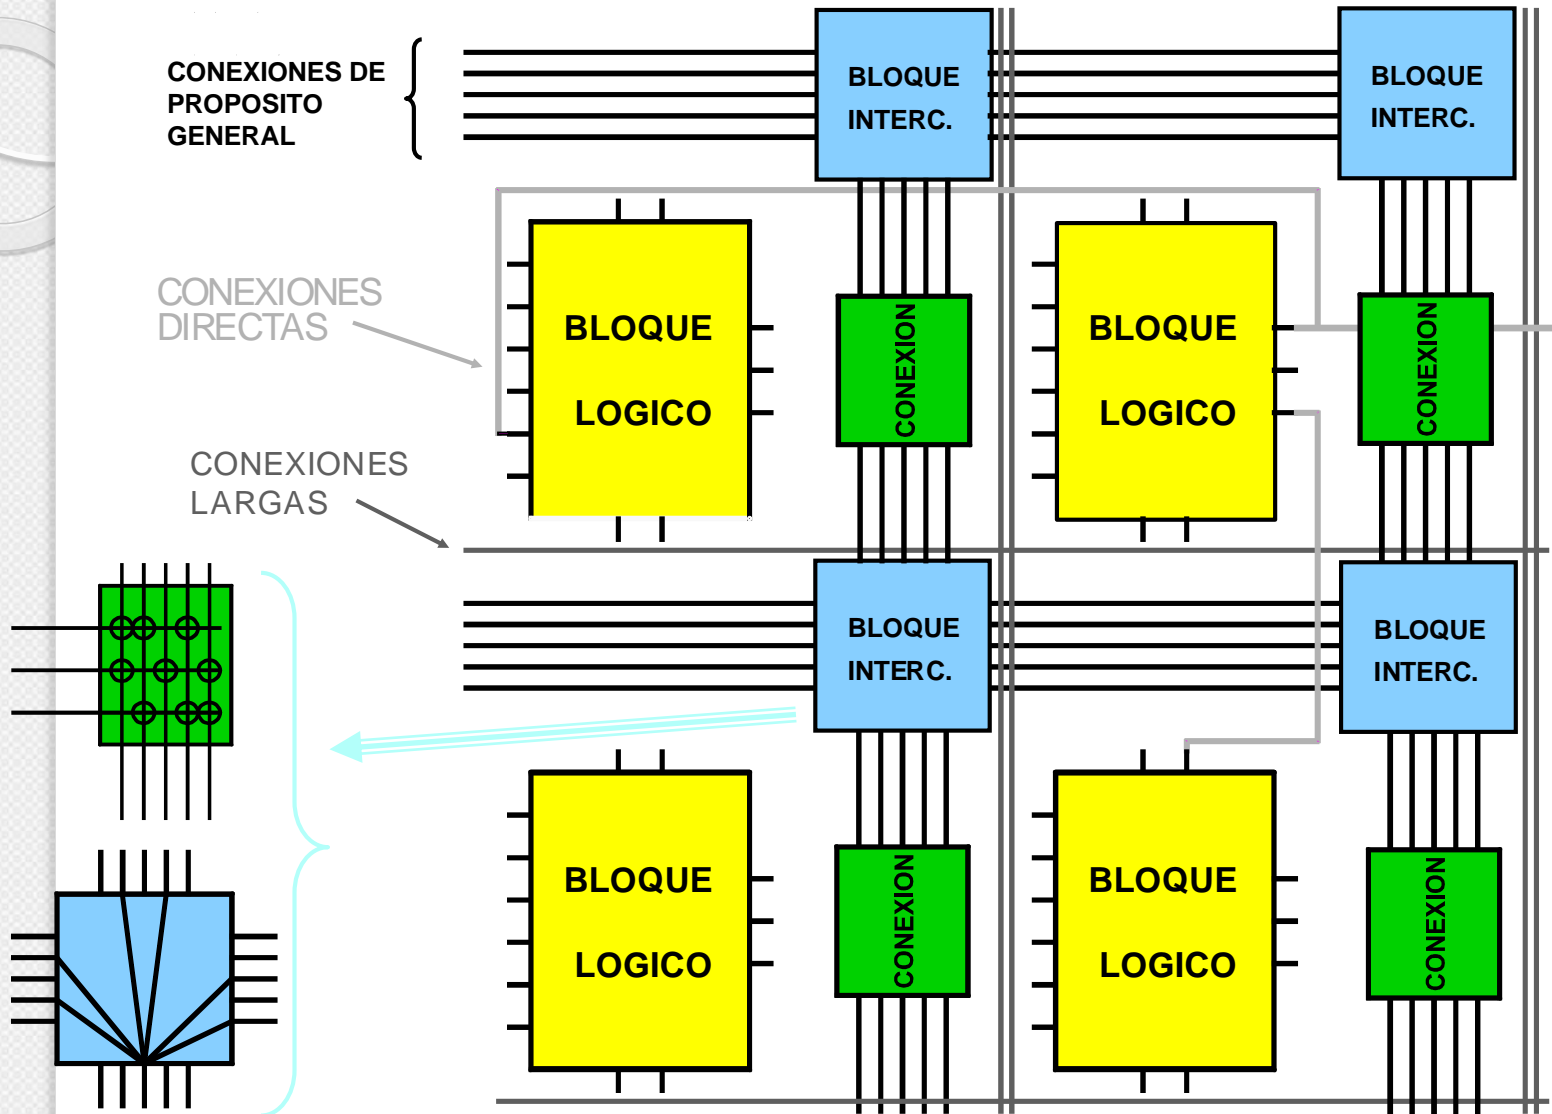 CONEXIONES DE
PROPOSITO
GENERAL
BLOQUE
INTERC.
BLOQUE
INTERC.
CONEXIONES
DIRECTAS
BLOQUE
LOGICO
CONEXION
BLOQUE
LOGICO
CONEXION
CONEXIONES
LARGAS
BLOQUE
INTERC.
BLOQUE
INTERC.
BLOQUE
LOGICO
CONEXION
BLOQUE
LOGICO
CONEXION